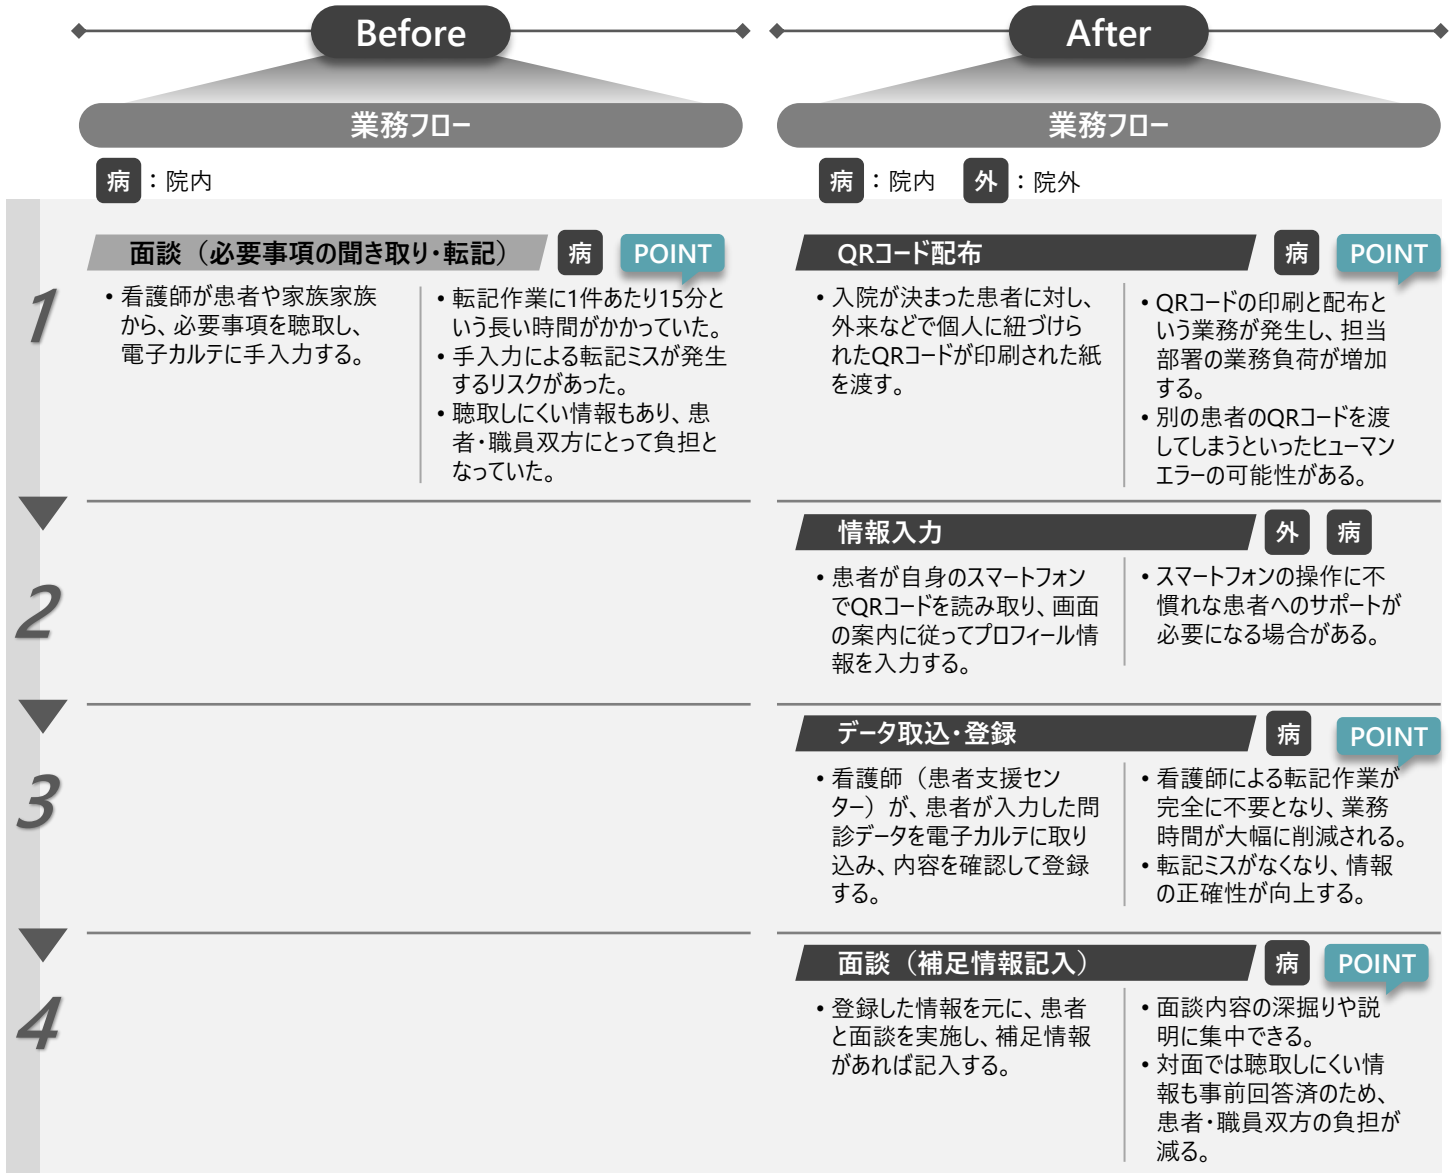 Before
After
業務フロー
業務フロー
病：院内
病：院内 外：院外
1
面談（必要事項の聞き取り・転記） 病 POINT
• 看護師が患者や家族家族
から、必要事項を聴取し、
電子カルテに手入力する。
• 転記作業に1件あたり15分と
いう長い時間がかかっていた。
• 手入力による転記ミスが発生
するリスクがあった。
• 聴取しにくい情報もあり、患
者・職員双方にとって負担と
なっていた。
QRコード配布 病 POINT
• 入院が決まった患者に対し、
外来などで個人に紐づけら
れたQRコードが印刷された紙
を渡す。
• QRコードの印刷と配布と
いう業務が発生し、担当
部署の業務負荷が増加
する。
• 別の患者のQRコードを渡
してしまうといったヒューマン
エラーの可能性がある。
2
情報入力 外 病
• 患者が自身のスマートフォン
でQRコードを読み取り、画面
の案内に従ってプロフィール情
報を入力する。
• スマートフォンの操作に不
慣れな患者へのサポートが
必要になる場合がある。
3
データ取込・登録 病 POINT
• 看護師（患者支援セン
ター）が、患者が入力した問
診データを電子カルテに取り
込み、内容を確認して登録
する。
• 看護師による転記作業が
完全に不要となり、業務
時間が大幅に削減される。
• 転記ミスがなくなり、情報
の正確性が向上する。
4
面談（補足情報記入） 病 POINT
• 登録した情報を元に、患者
と面談を実施し、補足情報
があれば記入する。
• 面談内容の深掘りや説
明に集中できる。
• 対面では聴取しにくい情
報も事前回答済のため、
患者・職員双方の負担が
減る。